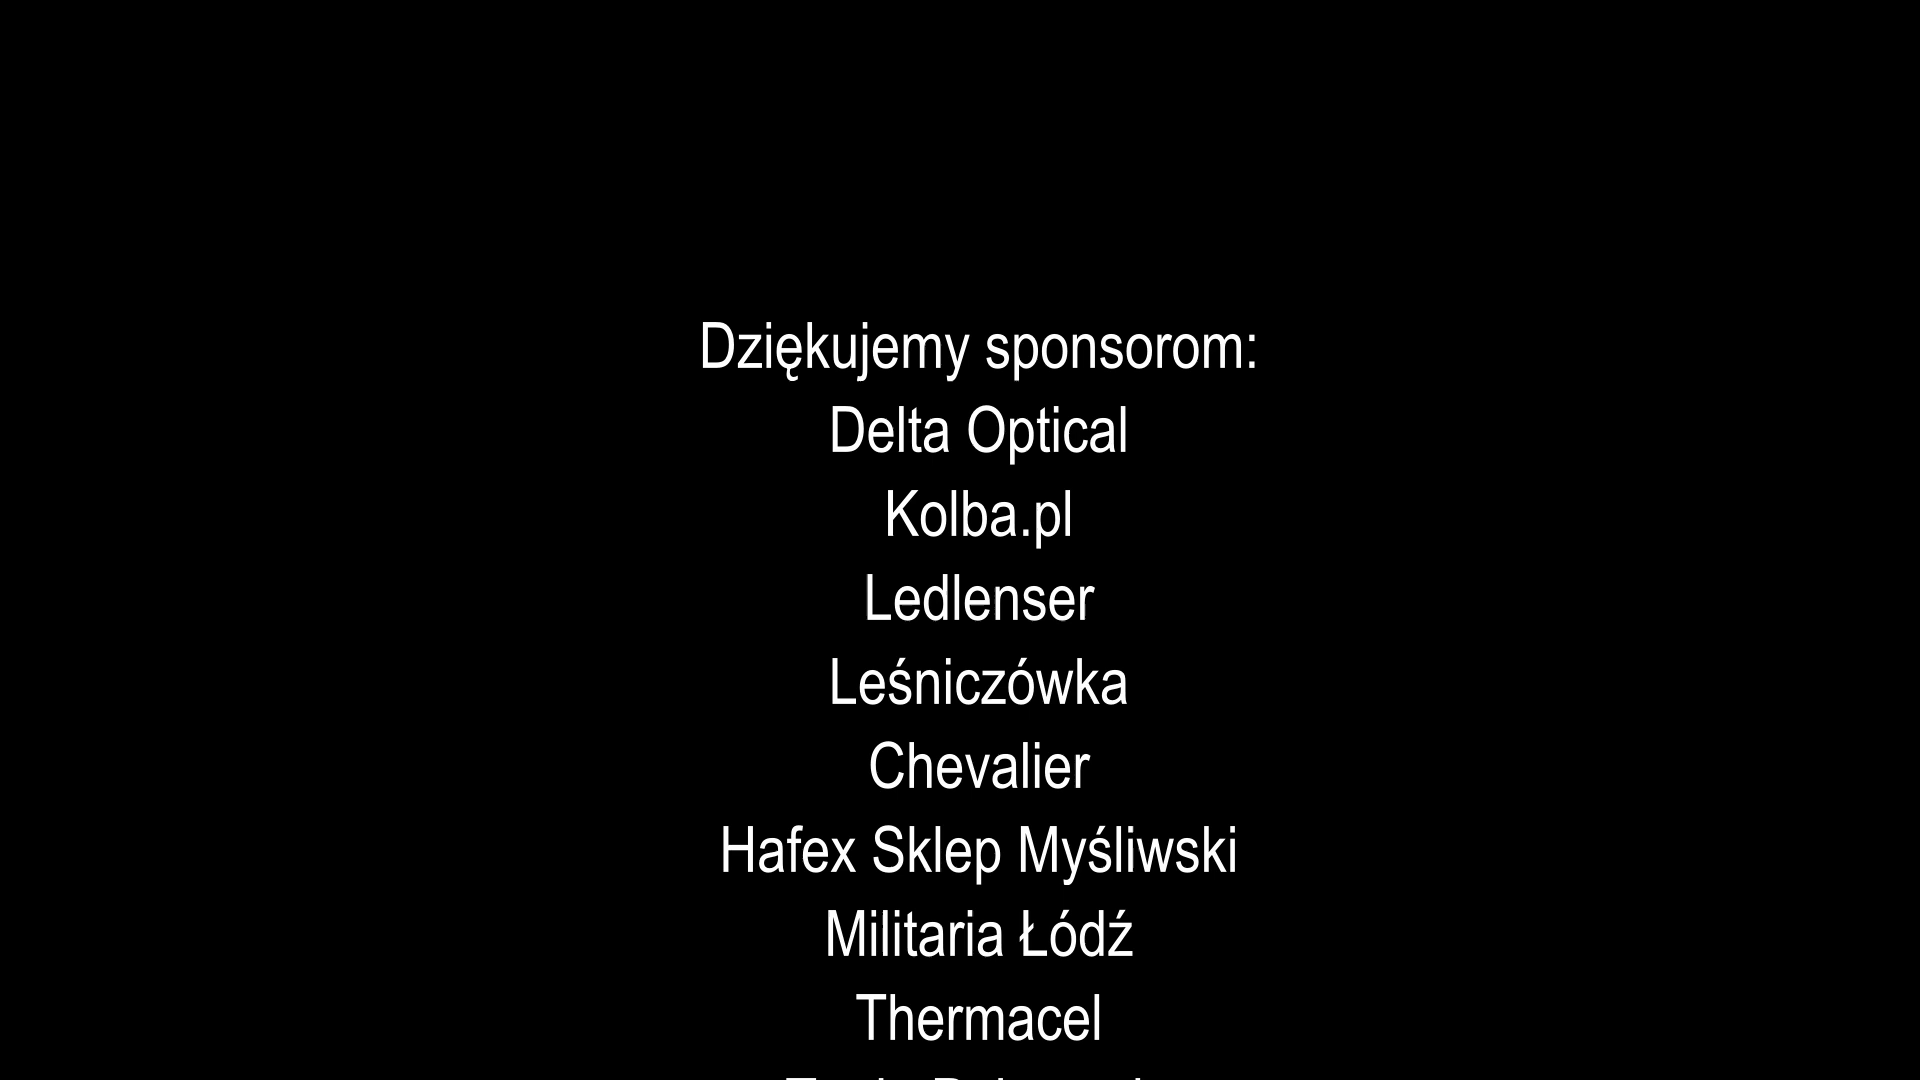 Dziękujemy sponsorom:
Delta Optical
Kolba.pl
Ledlenser
Leśniczówka
Chevalier
Hafex Sklep Myśliwski
Militaria Łódź
Thermacel